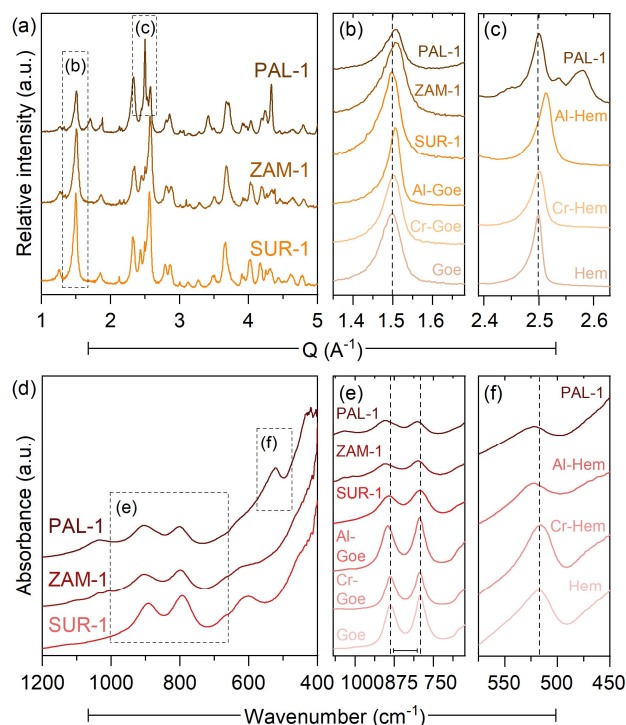 (a)
(c)
(b)
PAL-1
ZAM-1
SUR-1
Relative intensity (a.u.)
1 2 3 4 5
(b)
PAL-1
ZAM-1
SUR-1
Al-Goe
Cr-Goe
Goe
1.4 1.5 1.6
(c)
PAL-1
Al-Hem
Cr-Hem
Hem
2.4 2.5 2.6
Q (A⁻¹)
(d)
(f)
(e)
PAL-1
ZAM-1
SUR-1
Absorbance (a.u.)
1200 1000 800 600 400
(e)
PAL-1
ZAM-1
SUR-1
Al-
Goe
Cr-
Goe
Goe
1000 875 750
(f)
PAL-1
Al-Hem
Cr-Hem
Hem
550 500 450
Wavenumber (cm⁻¹)